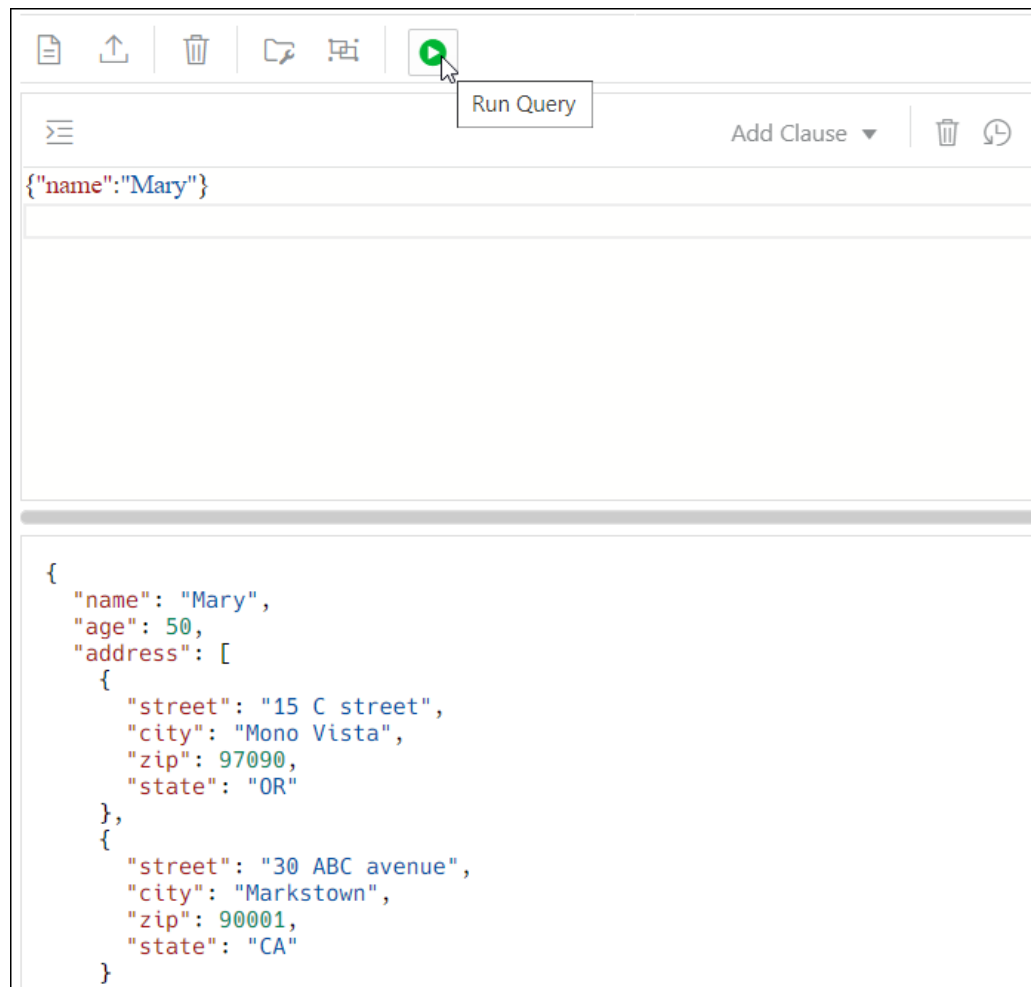 Run Query
Add Clause
{"name":"Mary"}
{
"name": "Mary",
"age": 50,
"address": [
{
"street": "15 C street",
"city": "Mono Vista",
"zip": 97090,
"state": "OR"
},
{
"street": "30 ABC avenue",
"city": "Markstown",
"zip": 90001,
"state": "CA"
}